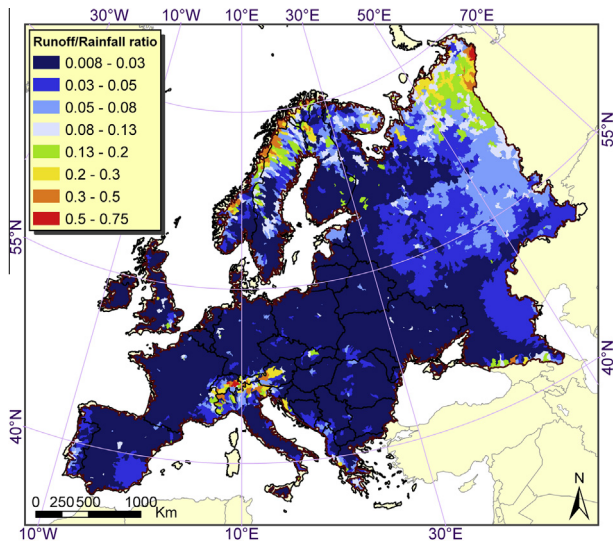 30°W 10°W 10°E 30°E 50°E 70°E
Runoff/Rainfall ratio
0.008 - 0.03
0.03 - 0.05
0.05 - 0.08
0.08 - 0.13
0.13 - 0.2
0.2 - 0.3
0.3 - 0.5
0.5 - 0.75
55°N
55°N
40°N
40°N
N
0 250 500 1000
Km
10°W 10°E 30°E